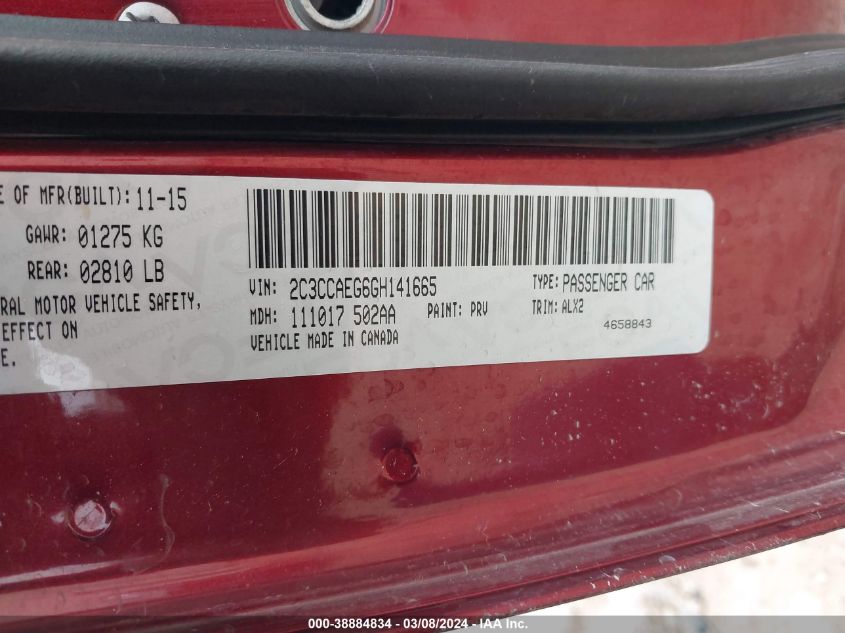 E OF MFR(BUILT): 11-15
GAWR: 01275 KG
REAR: 02810 LB
RAL MOTOR VEHICLE SAFETY,
EFFECT ON
E.
VIN: 2C3CCAEG6GH141665
TYPE: PASSENGER CAR
MDH: 111017 502AA
PAINT: PRV
TRIM: ALX2
VEHICLE MADE IN CANADA
4658843
000-38884834 - 03/08/2024 - IAA Inc.